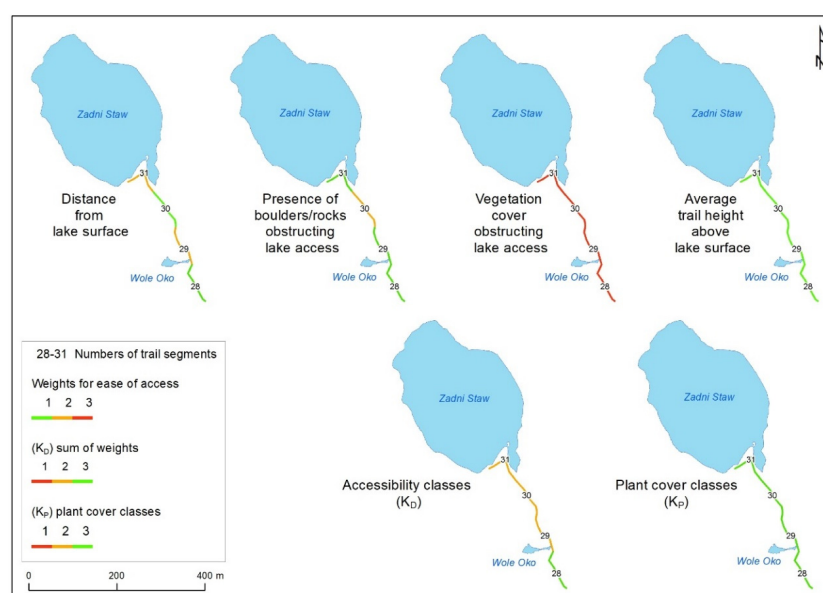 Zadni Staw
31
30
29
28
Distance
from
lake surface
Wole Oko
Zadni Staw
31
30
29
28
Presence of
boulders/rocks
obstructing
lake access
Wole Oko
Zadni Staw
31
30
29
28
Vegetation
cover
obstructing
lake access
Wole Oko
Zadni Staw
31
30
29
28
Average
trail height
above
lake surface
Wole Oko
N
28-31 Numbers of trail segments
Weights for ease of access
1 2 3
(KD) sum of weights
1 2 3
(KP) plant cover classes
1 2 3
0 200 400 m
Zadni Staw
31
30
29
28
Accessibility classes
(KD)
Wole Oko
Zadni Staw
31
30
29
28
Plant cover classes
(KP)
Wole Oko